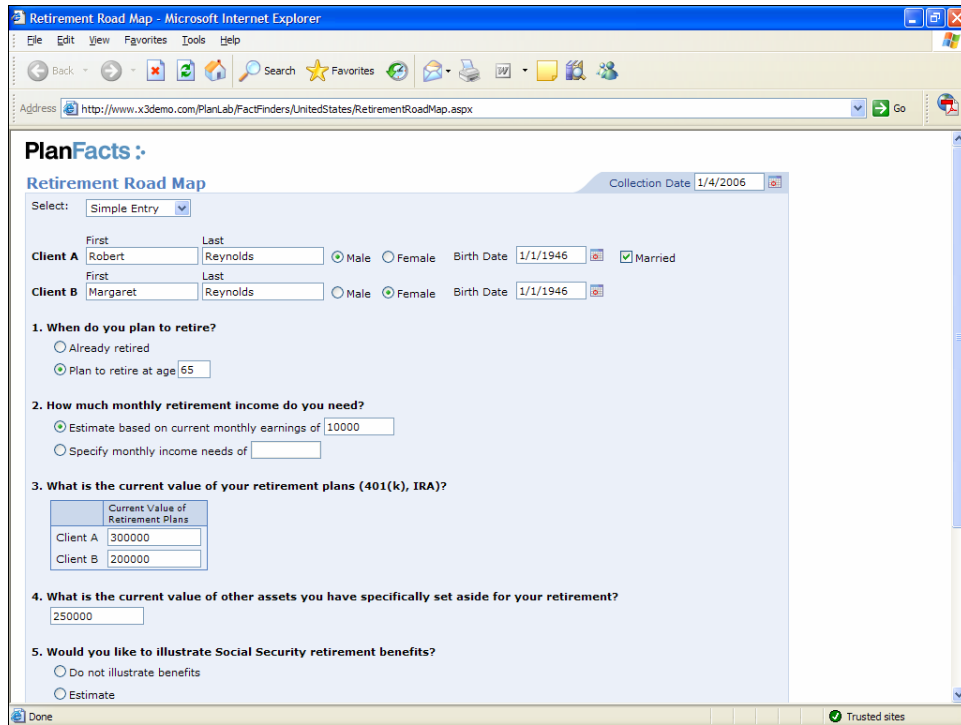 Retirement Road Map - Microsoft Internet Explorer
File Edit View Favorites Tools Help
Back Search Favorites
Address http://www.x3demo.com/PlanLab/FactFinders/UnitedStates/RetirementRoadMap.aspx Go
PlanFacts
Retirement Road Map Collection Date 1/4/2006
Select: Simple Entry
First Last
Client A Robert Reynolds Male Female Birth Date 1/1/1946 Married
First Last
Client B Margaret Reynolds Male Female Birth Date 1/1/1946
1. When do you plan to retire?
Already retired
Plan to retire at age 65
2. How much monthly retirement income do you need?
Estimate based on current monthly earnings of 10000
Specify monthly income needs of
3. What is the current value of your retirement plans (401(k), IRA)?
Current Value of
Retirement Plans
Client A 300000
Client B 200000
4. What is the current value of other assets you have specifically set aside for your retirement?
250000
5. Would you like to illustrate Social Security retirement benefits?
Do not illustrate benefits
Estimate
Done Trusted sites